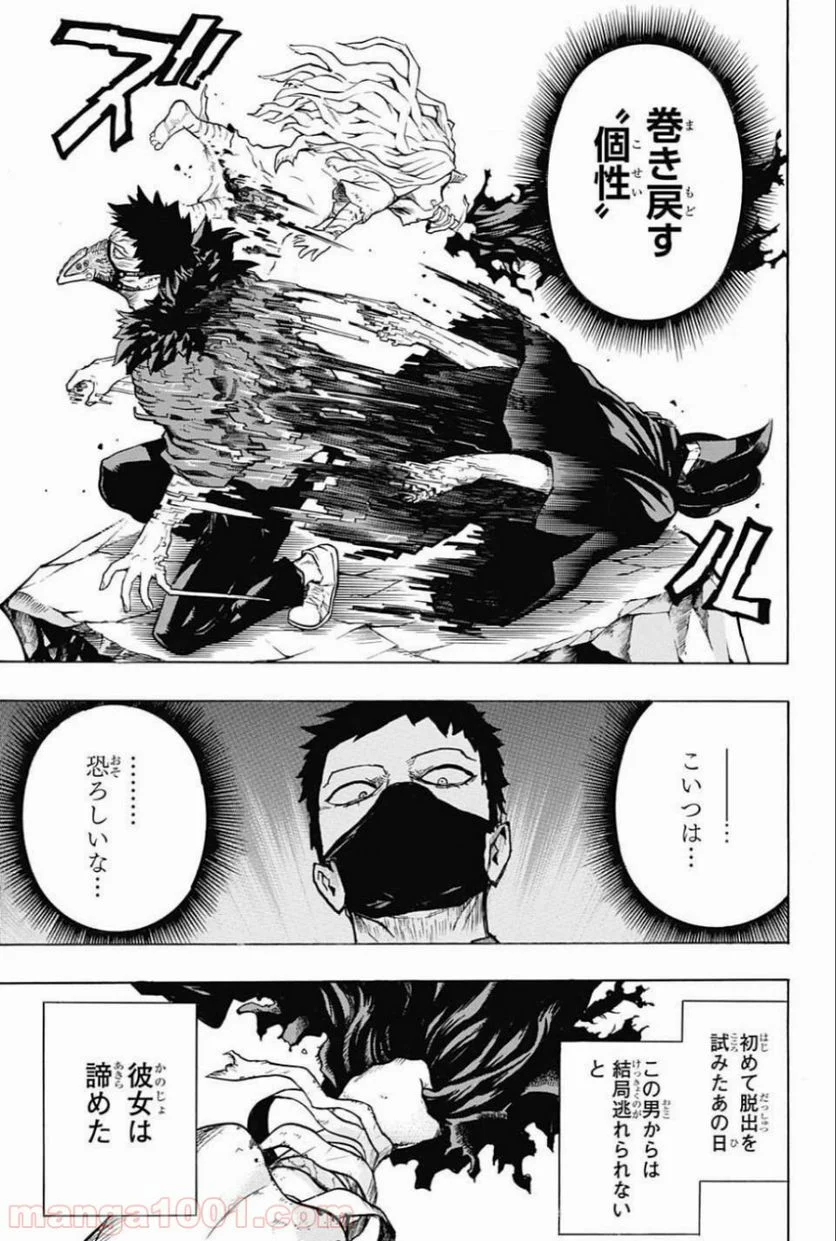 巻き戻す
“個性”
ズ
ル
───…
こいつは…
………
恐ろしいな…
初めて脱出を
試みたあの日
この男からは
結局逃れられない
と
彼女は
諦めた
manga1001.com